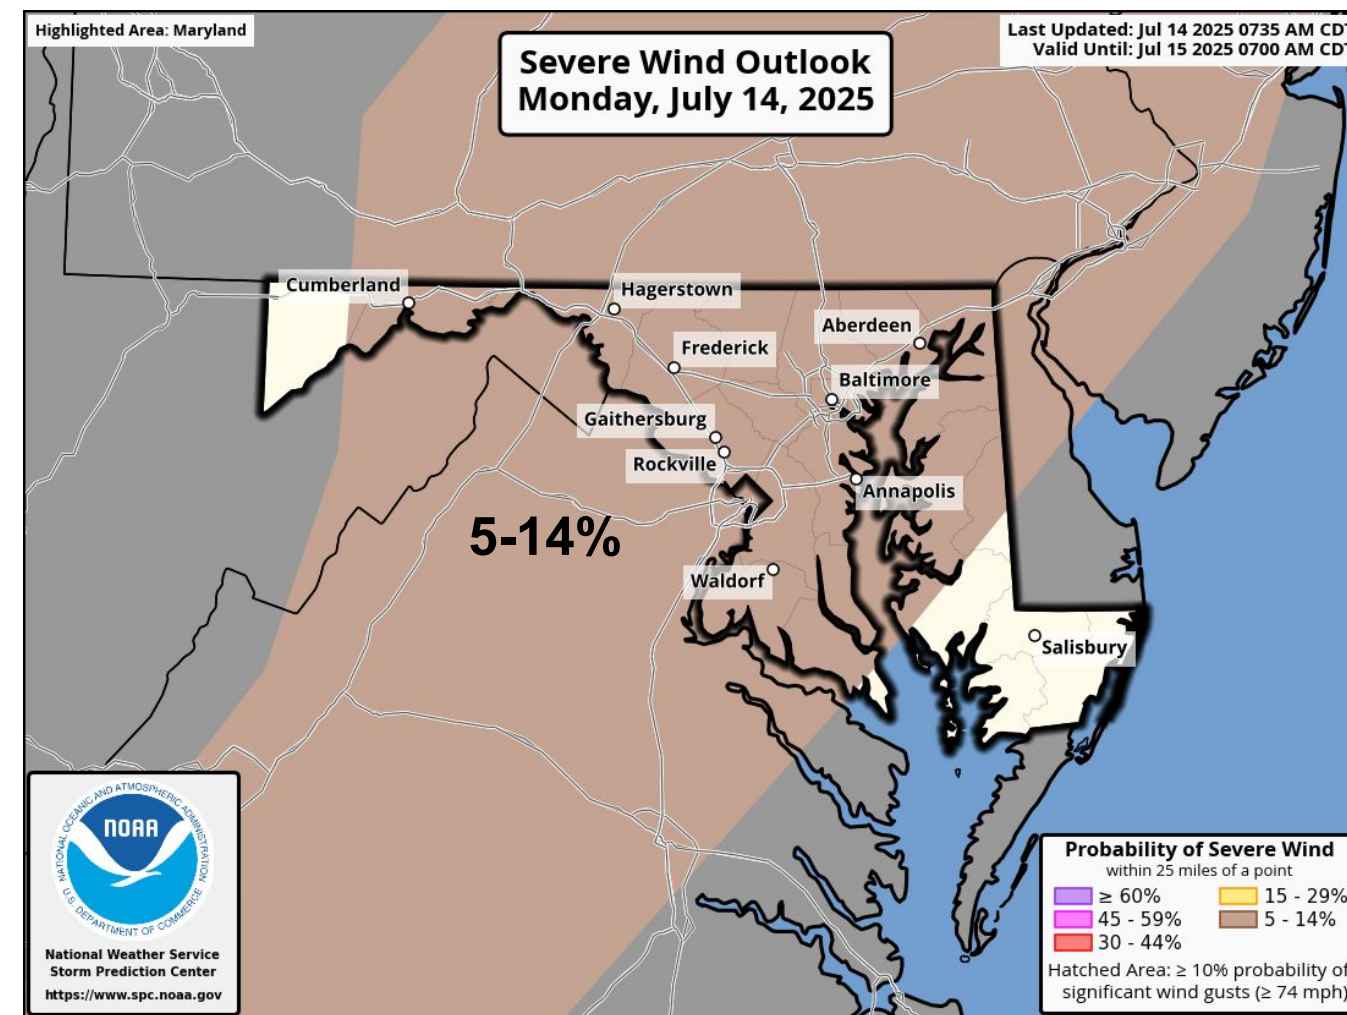 Highlighted Area: Maryland
Last Updated: Jul 14 2025 0735 AM CDT
Valid Until: Jul 15 2025 0700 AM CDT
Severe Wind Outlook
Monday, July 14, 2025
Cumberland
Hagerstown
Aberdeen
Frederick
Baltimore
Gaithersburg
Rockville
Annapolis
5-14%
Waldorf
Salisbury
NATIONAL OCEANIC AND ATMOSPHERIC ADMINISTRATION
NOAA
U.S. DEPARTMENT OF COMMERCE
National Weather Service
Storm Prediction Center
https://www.spc.noaa.gov
Probability of Severe Wind
within 25 miles of a point
≥ 60%
15 - 29%
45 - 59%
5 - 14%
30 - 44%
Hatched Area: ≥ 10% probability of
significant wind gusts (≥ 74 mph)